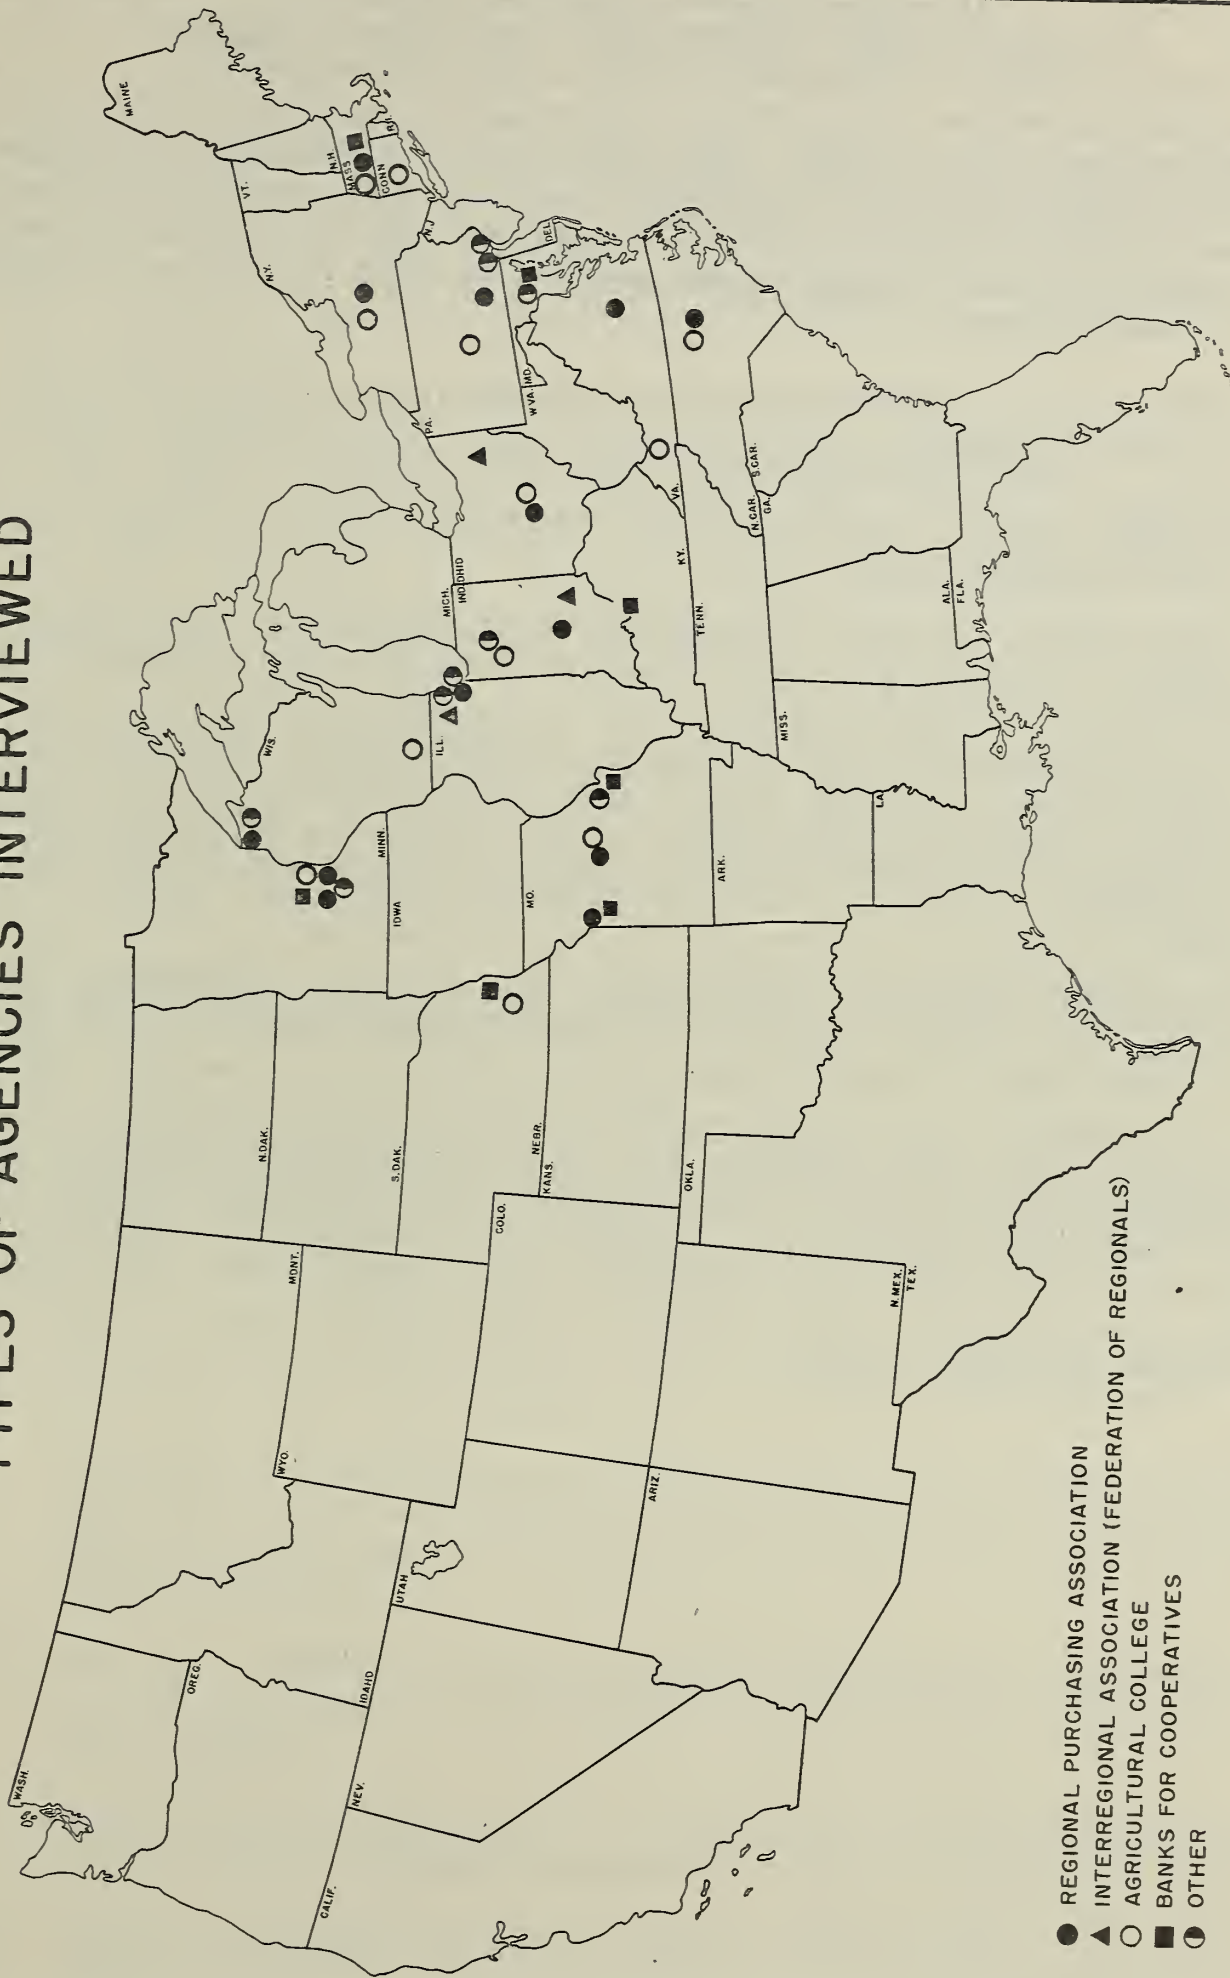 TYPES OF AGENCIES INTERVIEWED
WASH.
OREG.
CALIF.
NEV.
IDAHO
UTAH
ARIZ.
WYO.
MONT.
COLO.
N.MEX.
TEX.
N.DAK.
S.DAK.
NEBR.
KANS.
OKLA.
MINN.
IOWA
MO.
ARK.
LA.
WIS.
ILL.
MISS.
MICH.
IND.
OHIO
KY.
TENN.
ALA.
FLA.
VA.
N.CAR.
GA.
S.CAR.
PA.
W.VA.
MD.
N.Y.
N.J.
DEL.
VT.
N.H.
MASS
CONN
R.I.
MAINE
REGIONAL PURCHASING ASSOCIATION
INTERREGIONAL ASSOCIATION (FEDERATION OF REGIONALS)
AGRICULTURAL COLLEGE
BANKS FOR COOPERATIVES
OTHER